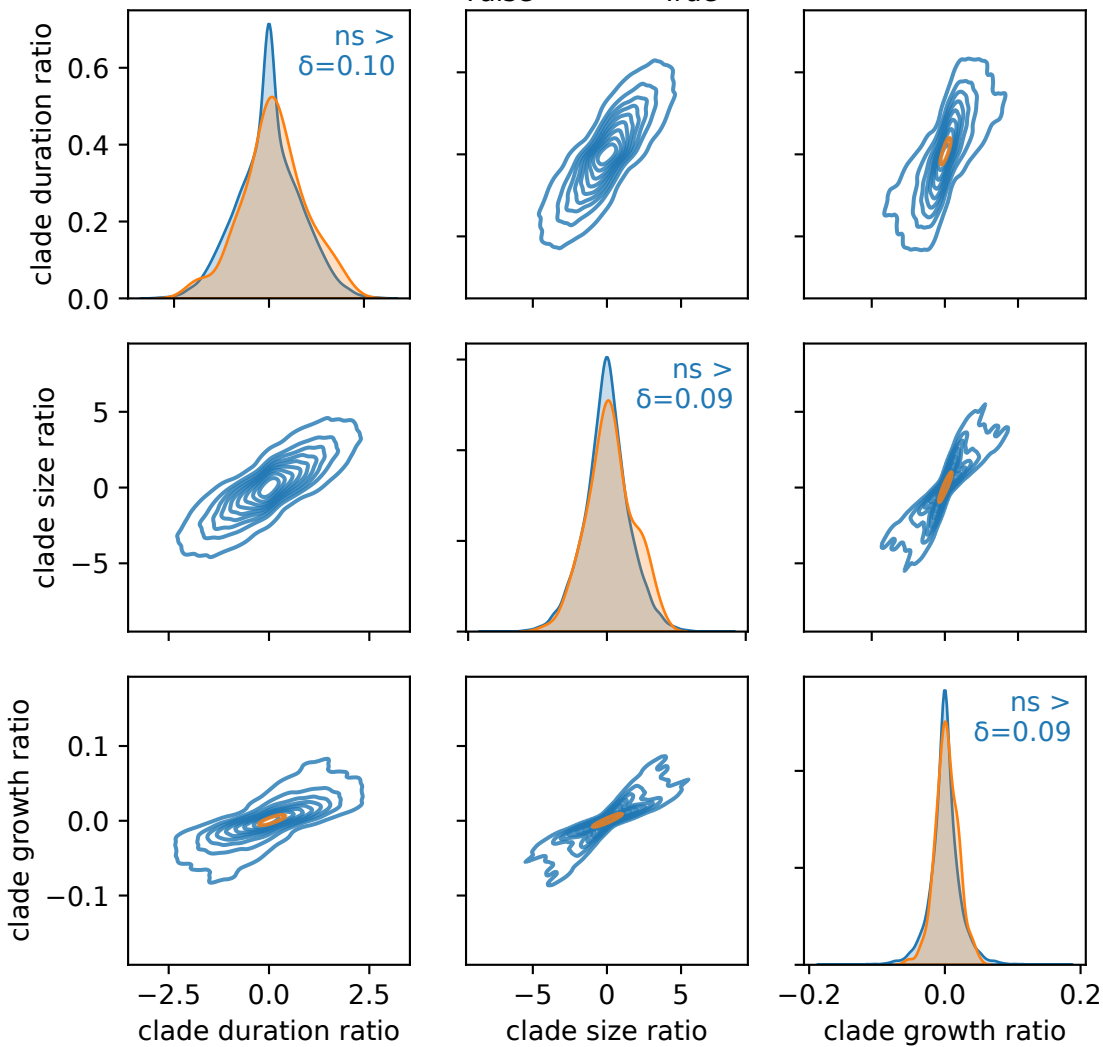 clade duration ratio
0.6
0.4
0.2
0.0
ns >
δ=0.10
clade size ratio
5
0
−5
ns >
δ=0.09
clade growth ratio
0.1
0.0
−0.1
ns >
δ=0.09
−2.5 0.0 2.5
−5 0 5
−0.2 0.0 0.2
clade duration ratio
clade size ratio
clade growth ratio